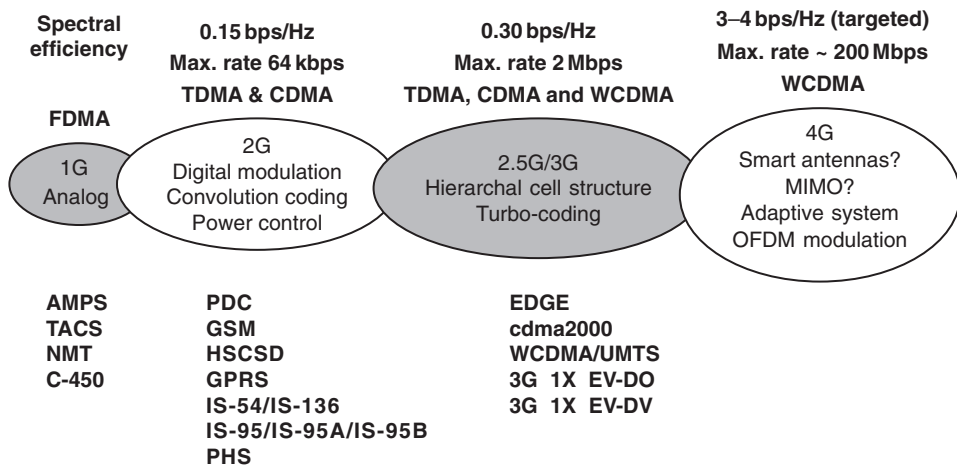 Spectral
efficiency
0.15 bps/Hz
Max. rate 64 kbps
TDMA & CDMA
0.30 bps/Hz
Max. rate 2 Mbps
TDMA, CDMA and WCDMA
3–4 bps/Hz (targeted)
Max. rate ~ 200 Mbps
WCDMA
FDMA
1G
Analog
2G
Digital modulation
Convolution coding
Power control
2.5G/3G
Hierarchal cell structure
Turbo-coding
4G
Smart antennas?
MIMO?
Adaptive system
OFDM modulation
AMPS
TACS
NMT
C-450
PDC
GSM
HSCSD
GPRS
IS-54/IS-136
IS-95/IS-95A/IS-95B
PHS
EDGE
cdma2000
WCDMA/UMTS
3G 1X EV-DO
3G 1X EV-DV